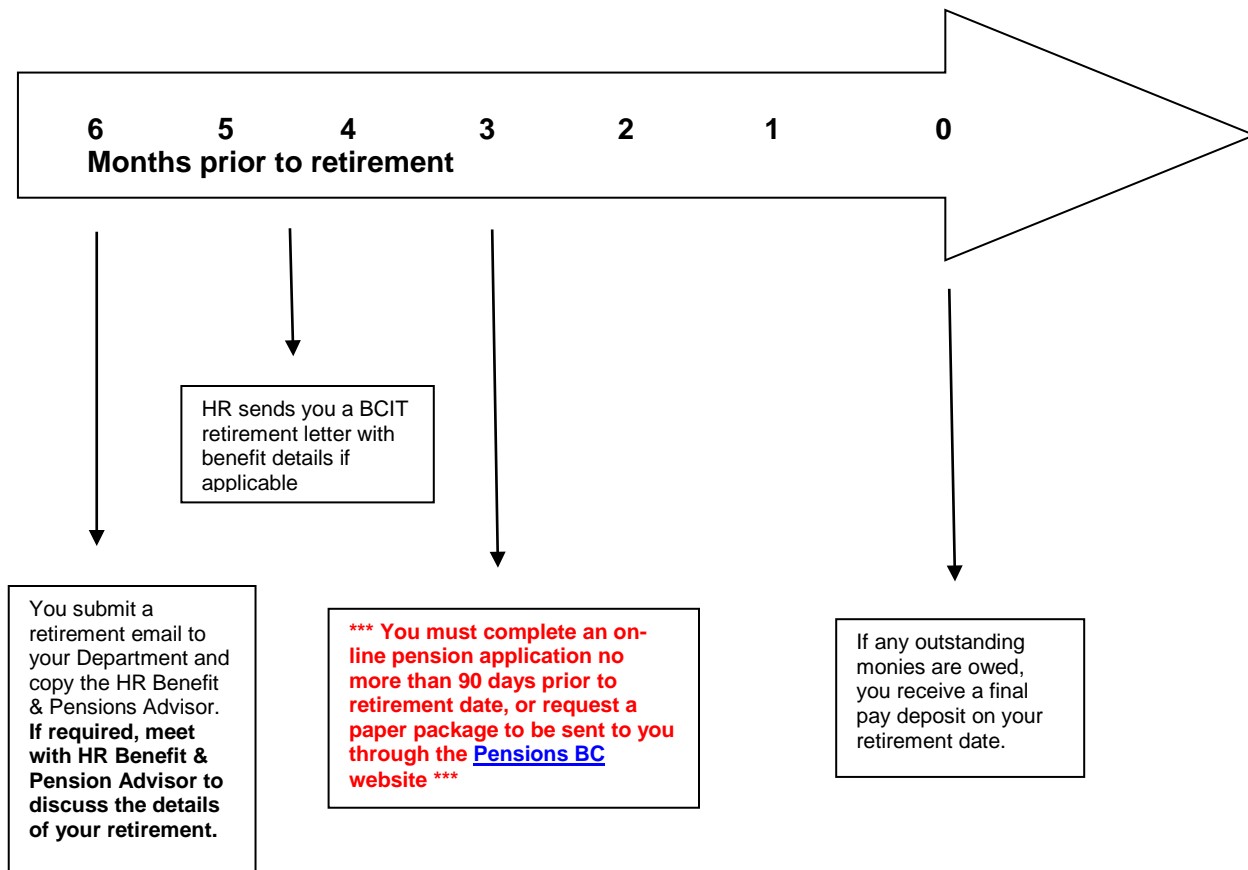 6 5 4 3 2 1 0
Months prior to retirement
HR sends you a BCIT
retirement letter with
benefit details if
applicable
You submit a
retirement email to
your Department and
copy the HR Benefit
& Pensions Advisor.
If required, meet
with HR Benefit &
Pension Advisor to
discuss the details
of your retirement.
*** You must complete an on-
line pension application no
more than 90 days prior to
retirement date, or request a
paper package to be sent to you
through the Pensions BC
website ***
If any outstanding
monies are owed,
you receive a final
pay deposit on your
retirement date.